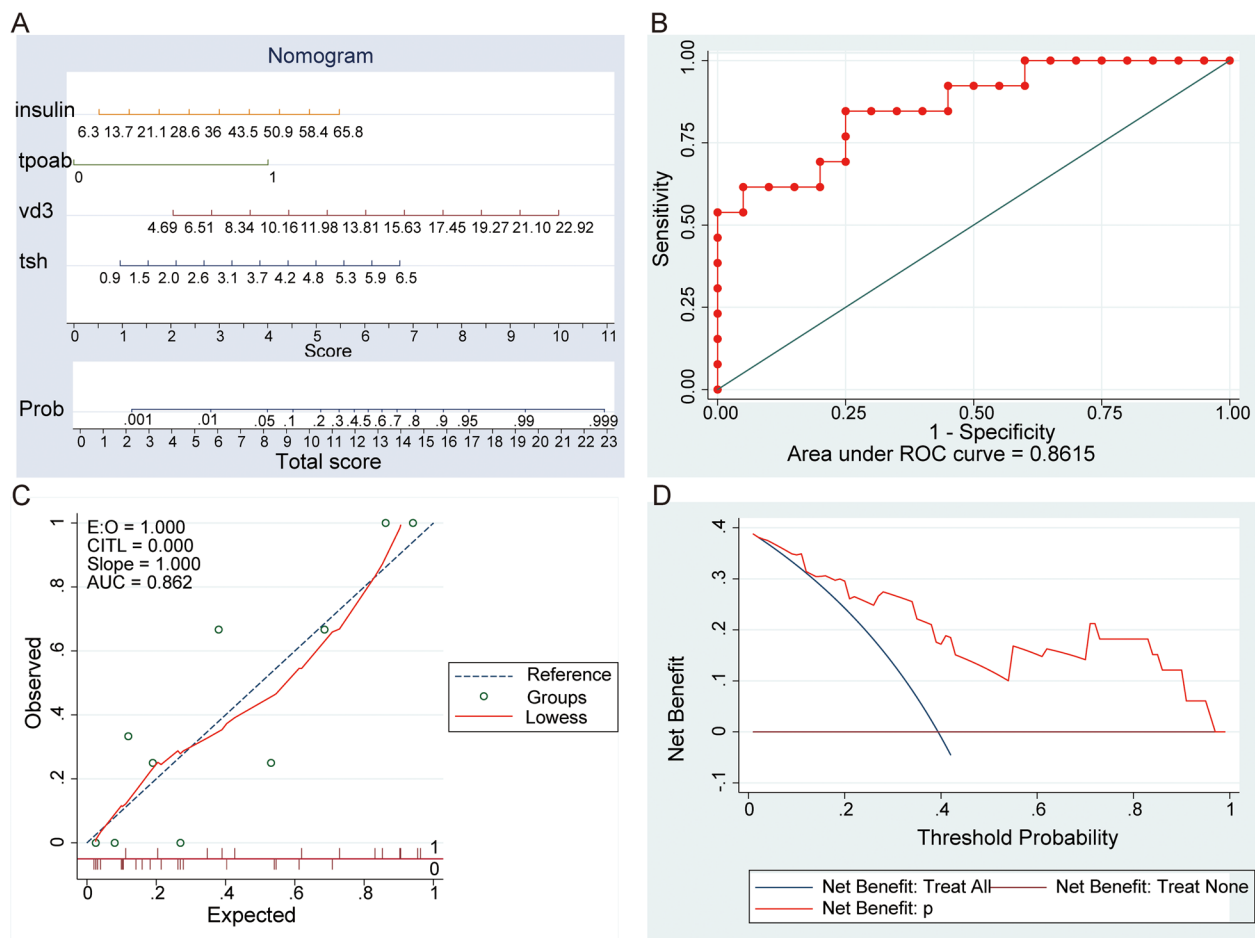 A
Nomogram
insulin
6.3 13.7 21.1 28.6 36 43.5 50.9 58.4 65.8
tpoab
0 1
vd3
4.69 6.51 8.34 10.16 11.98 13.81 15.63 17.45 19.27 21.10 22.92
tsh
0.9 1.5 2.0 2.6 3.1 3.7 4.2 4.8 5.3 5.9 6.5
0 1 2 3 4 5 6 7 8 9 10 11
Score
Prob
.001 .01 .05 .1 .2 .3 .4 .5 .6 .7 .8 .9 .95 .99 .999
0 1 2 3 4 5 6 7 8 9 10 11 12 13 14 15 16 17 18 19 20 21 22 23
Total score
B
1.00
0.75
0.50
0.25
0.00
Sensitivity
0.00 0.25 0.50 0.75 1.00
1 - Specificity
Area under ROC curve = 0.8615
C
E:O = 1.000
CITL = 0.000
Slope = 1.000
AUC = 0.862
1
.8
.6
.4
.2
0
Observed
1
0
0 .2 .4 .6 .8 1
Expected
Reference
Groups
Lowess
D
.4
.3
.2
.1
0
-.1
Net Benefit
0 .2 .4 .6 .8 1
Threshold Probability
Net Benefit: Treat All Net Benefit: Treat None
Net Benefit: p